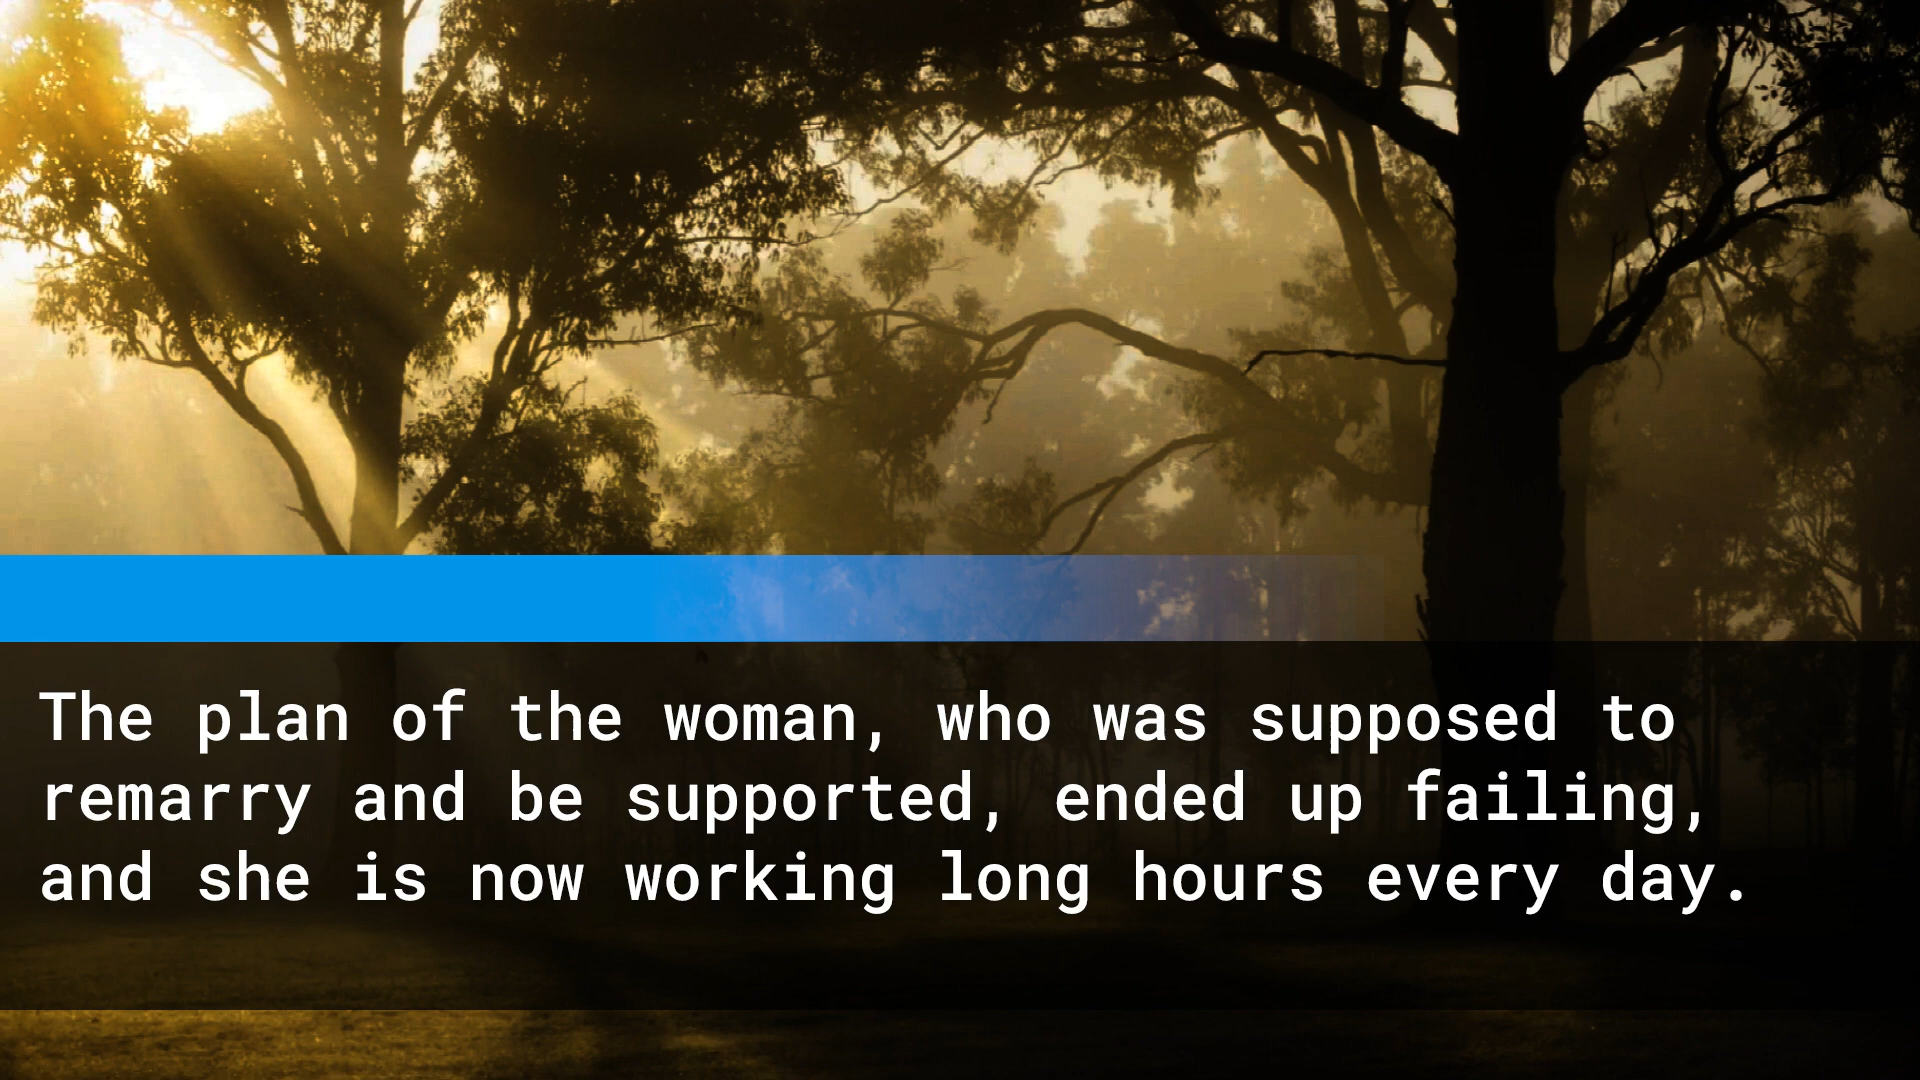 The plan of the woman, who was supposed to
remarry and be supported, ended up failing,
and she is now working long hours every day.